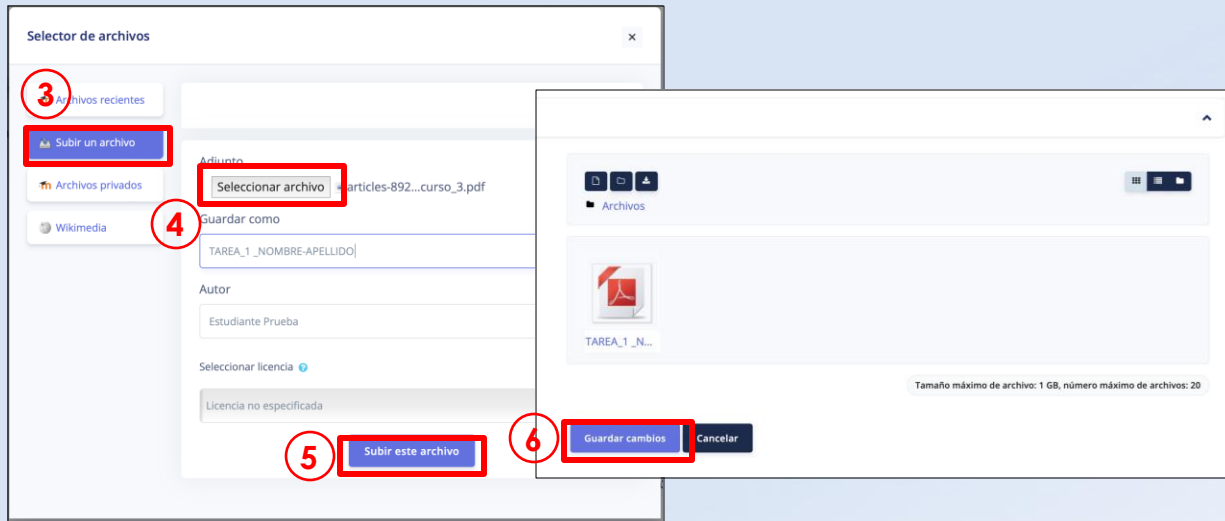 Selector de archivos
×
3
Archivos recientes
Subir un archivo
Archivos privados
Wikimedia
Adjunto
Seleccionar archivo articles-892...curso_3.pdf
4
Guardar como
TAREA_1 _NOMBRE-APELLIDO
Autor
Estudiante Prueba
Seleccionar licencia ?
Licencia no especificada
5
Subir este archivo
Archivos
TAREA_1 _N...
Tamaño máximo de archivo: 1 GB, número máximo de archivos: 20
6
Guardar cambios
Cancelar